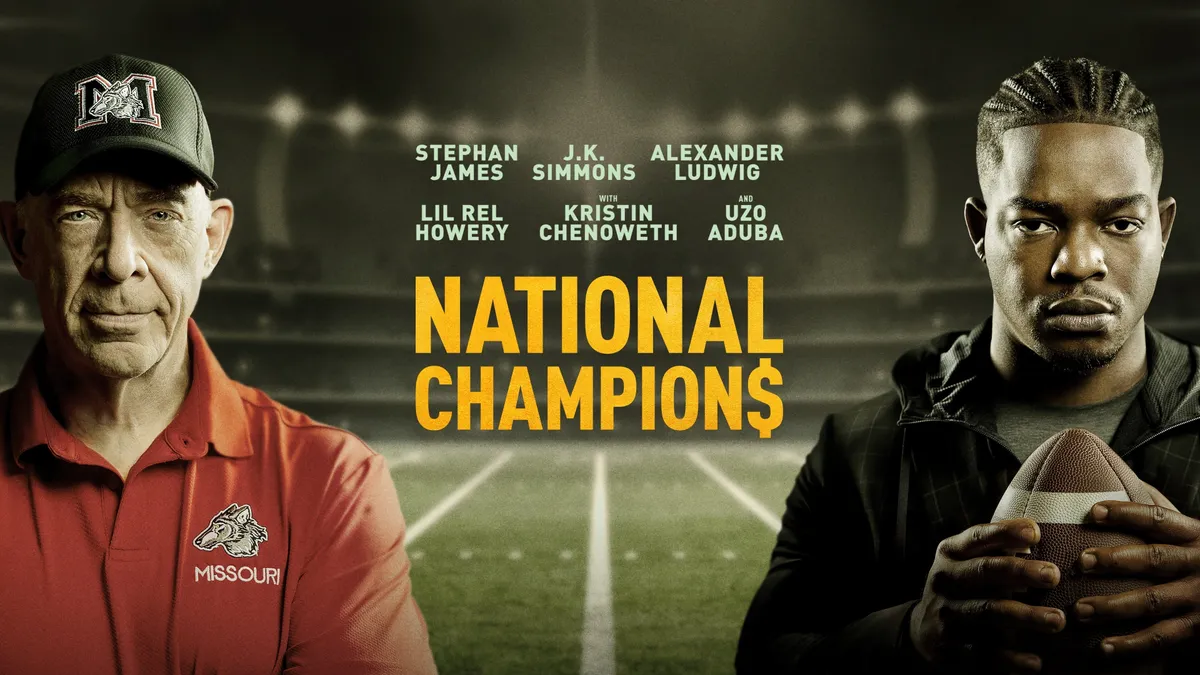 M
STEPHAN JAMES
J.K. SIMMONS
ALEXANDER LUDWIG
LIL REL HOWERY
WITH
KRISTIN CHENOWETH
AND
UZO ADUBA
NATIONAL
CHAMPION$
MISSOURI